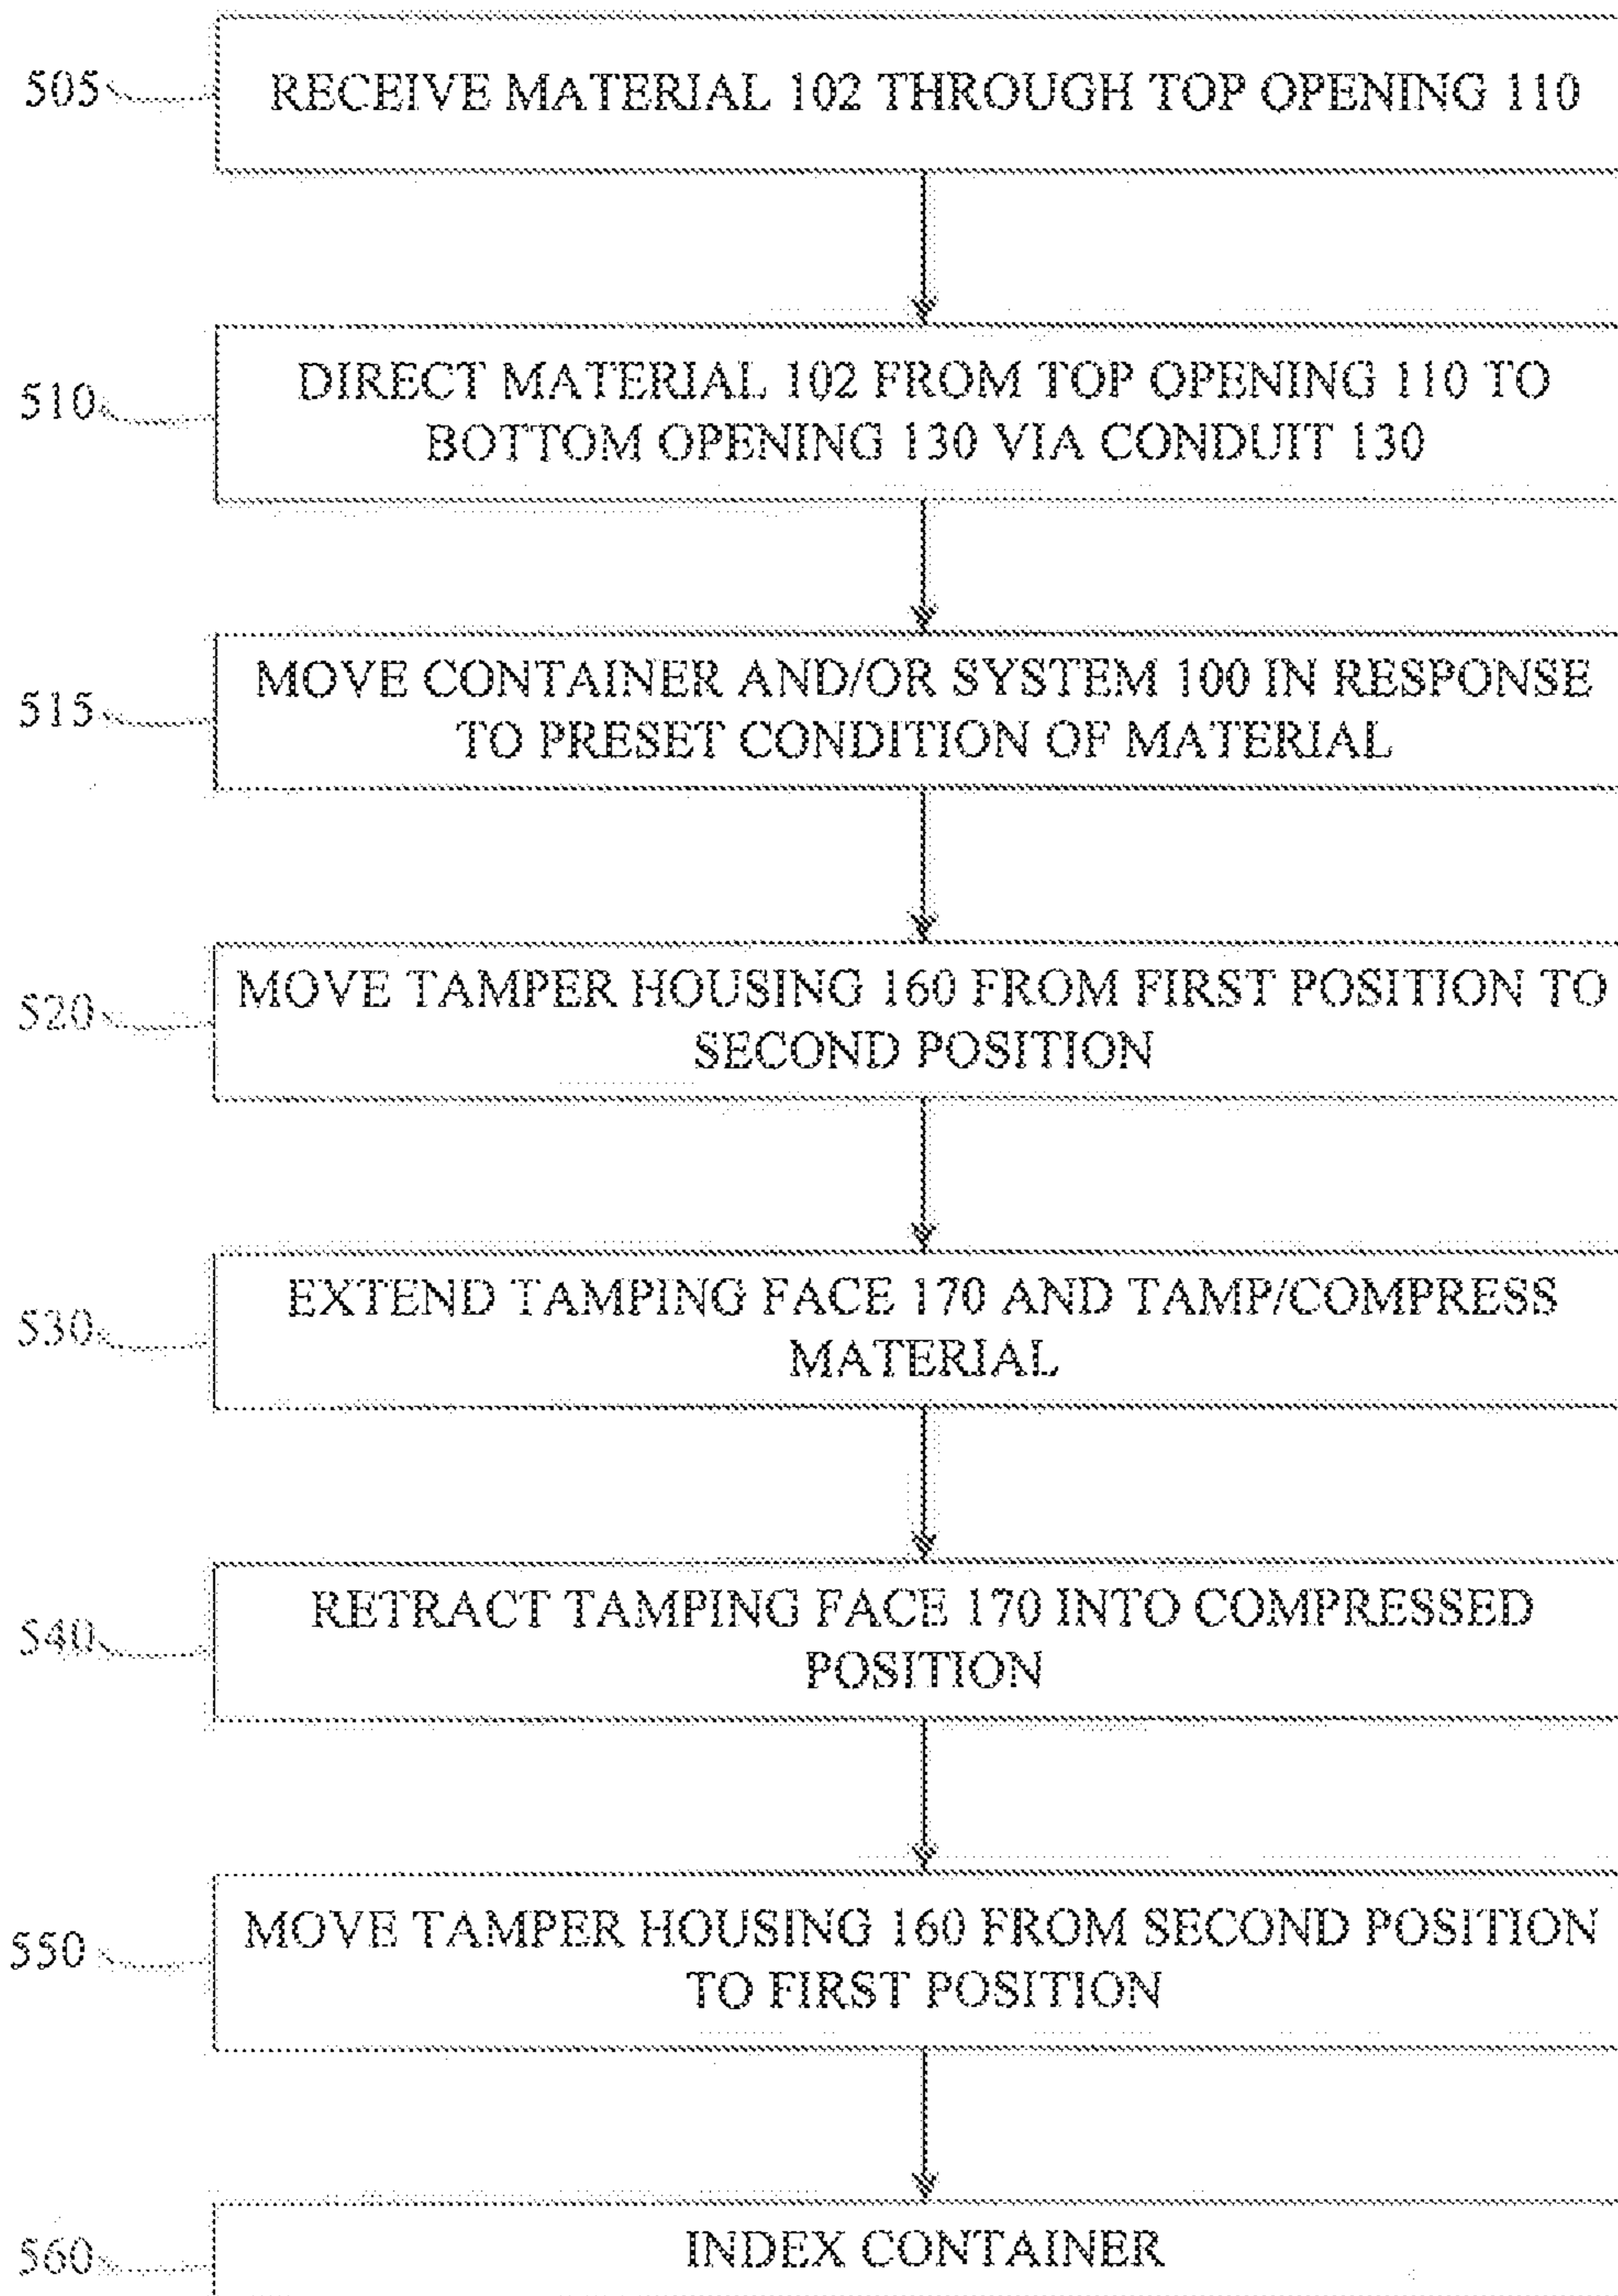 505
RECEIVE MATERIAL 102 THROUGH TOP OPENING 110
510
DIRECT MATERIAL 102 FROM TOP OPENING 110 TO
BOTTOM OPENING 130 VIA CONDUIT 130
515
MOVE CONTAINER AND/OR SYSTEM 100 IN RESPONSE
TO PRESET CONDITION OF MATERIAL
520
MOVE TAMPER HOUSING 160 FROM FIRST POSITION TO
SECOND POSITION
530
EXTEND TAMPING FACE 170 AND TAMP/COMPRESS
MATERIAL
540
RETRACT TAMPING FACE 170 INTO COMPRESSED
POSITION
550
MOVE TAMPER HOUSING 160 FROM SECOND POSITION
TO FIRST POSITION
560
INDEX CONTAINER